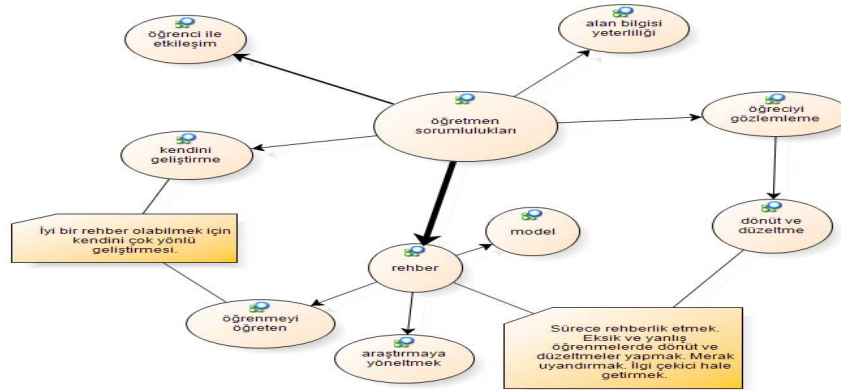 öğrenci ile
etkileşim
alan bilgisi
yeterliliği
öğretmen
sorumlulukları
öğreciyi
gözlemleme
kendini
geliştirme
İyi bir rehber olabilmek için
kendini çok yönlü
geliştirmesi.
model
dönüt ve
düzeltme
rehber
öğrenmeyi
öğreten
araştırmaya
yöneltmek
Sürece rehberlik etmek.
Eksik ve yanlış
öğrenmelerde dönüt ve
düzeltmeler yapmak. Merak
uyandırmak. İlgi çekici hale
getirmek.